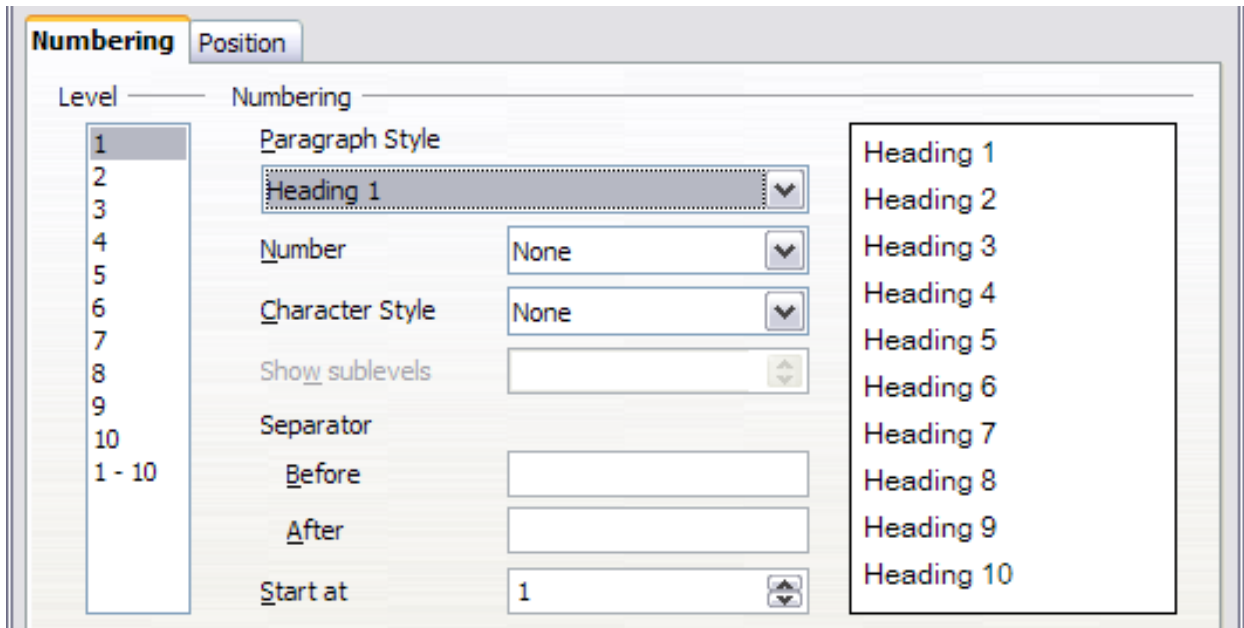 Numbering Position
Level Numbering
1
2
3
4
5
6
7
8
9
10
1 - 10
Paragraph Style
Heading 1
Number None
Character Style None
Show sublevels
Separator
Before
After
Start at 1
Heading 1
Heading 2
Heading 3
Heading 4
Heading 5
Heading 6
Heading 7
Heading 8
Heading 9
Heading 10